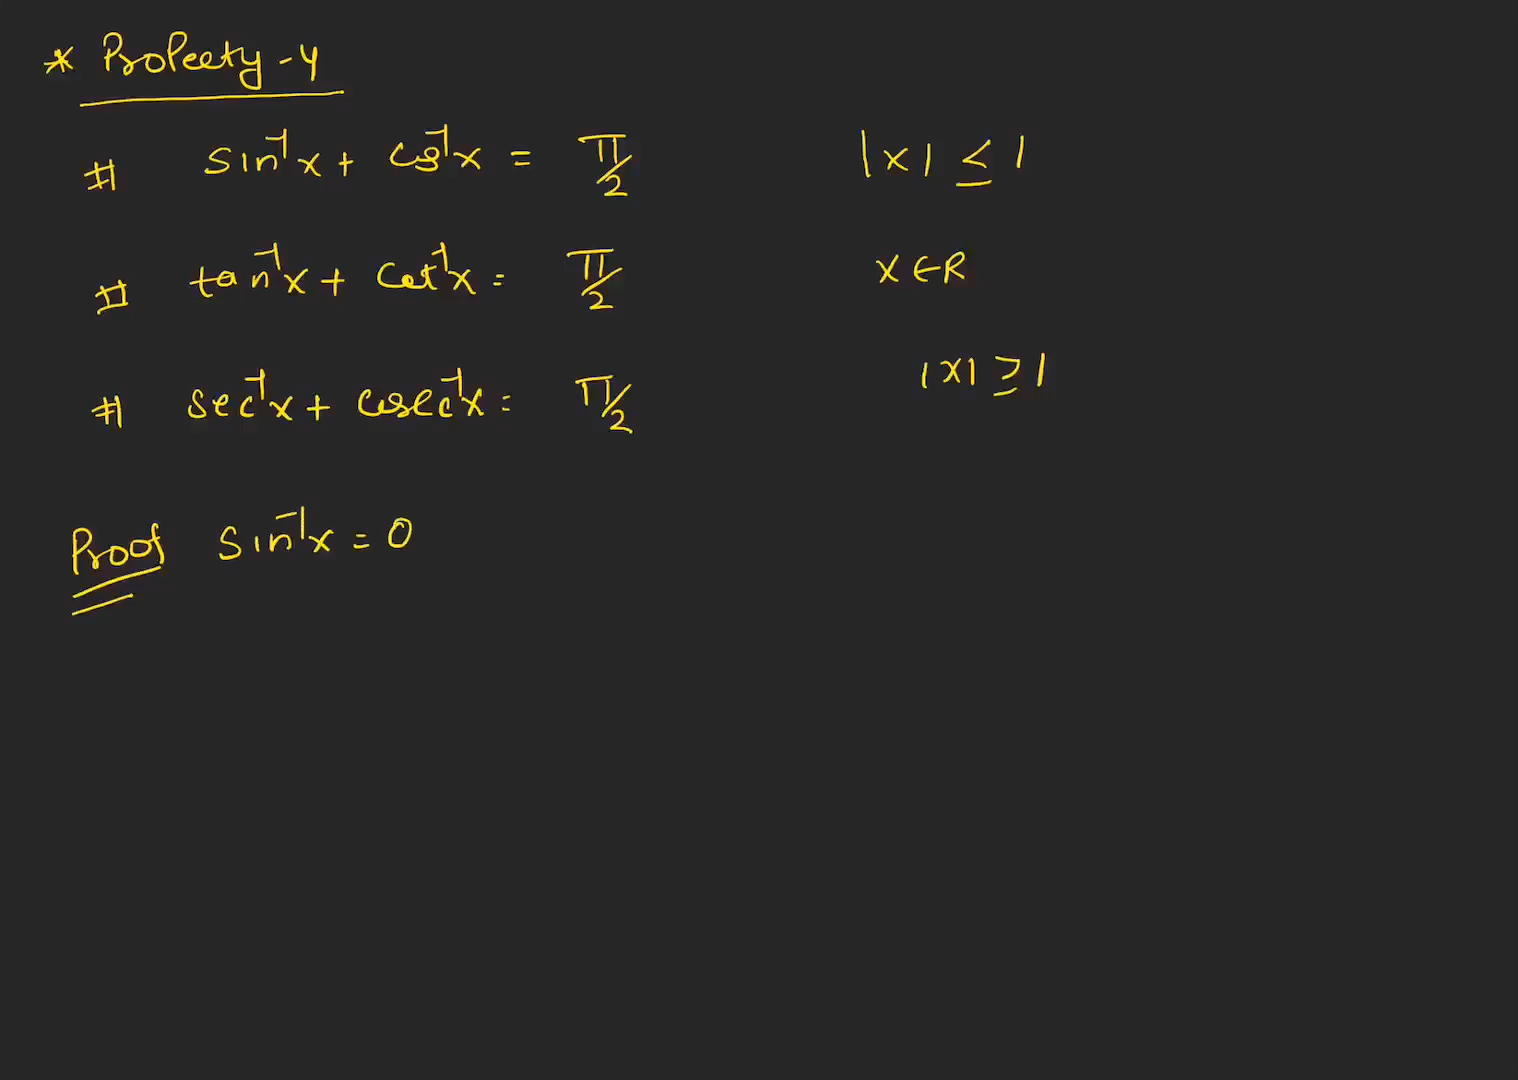 * Property-4
# sin⁻¹x + cos⁻¹x = π/2 |x| ≤ 1
# tan⁻¹x + cot⁻¹x = π/2 x ∈ R
# sec⁻¹x + cosec⁻¹x = π/2 |x| ≥ 1
Proof sin⁻¹x = 0